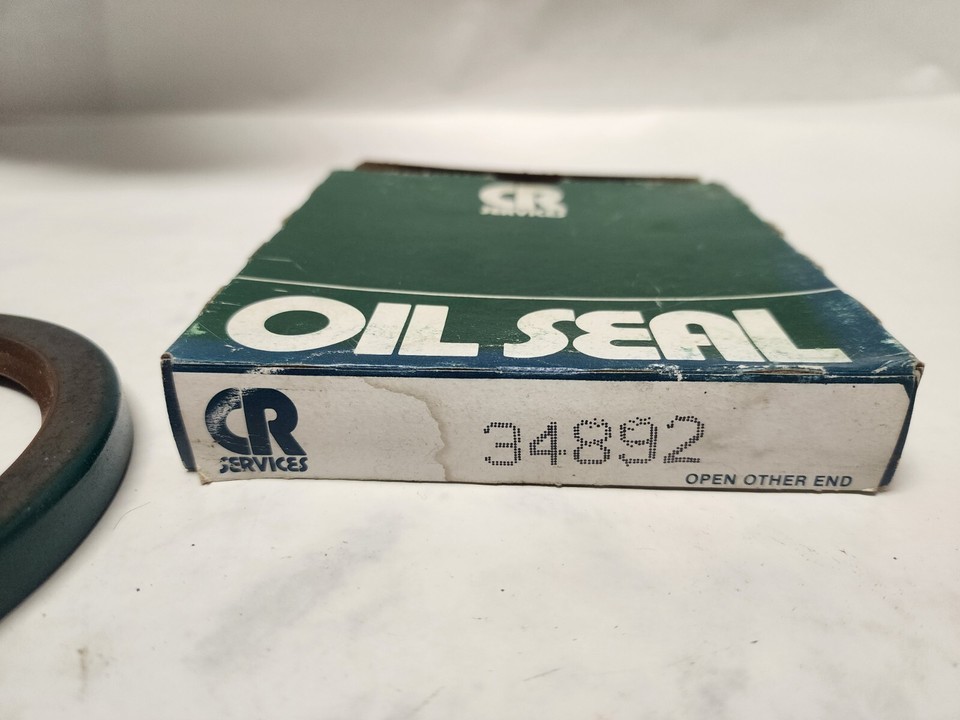 CR
SERVICES
OIL SEAL
CR
SERVICES
34892
OPEN OTHER END